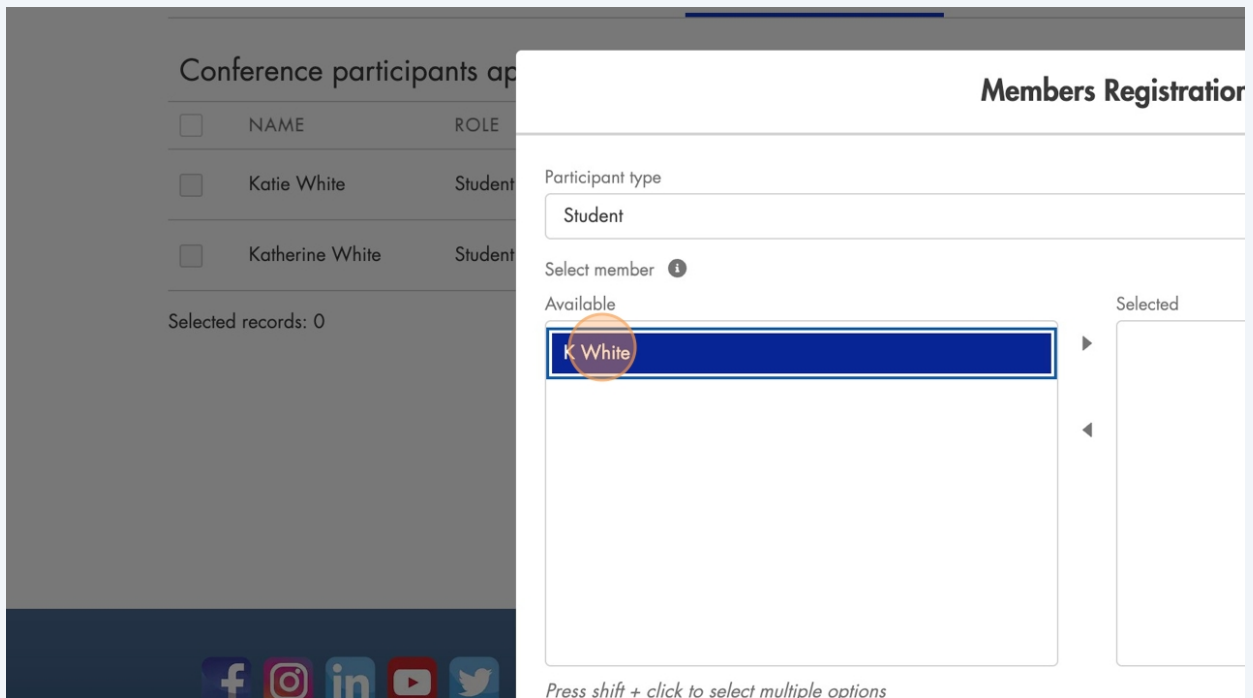 Conference participants ap
Members Registration
NAME ROLE
Katie White Student
Katherine White Student
Selected records: 0
Participant type
Student
Select member
Available Selected
K White
Press shift + click to select multiple options